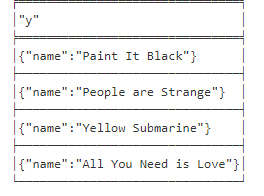 "y"
{"name":"Paint It Black"}
{"name":"People are Strange"}
{"name":"Yellow Submarine"}
{"name":"All You Need is Love"}